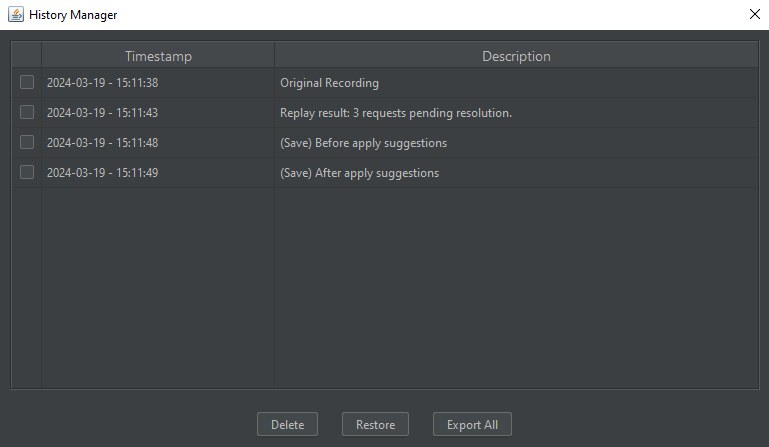 History Manager
Timestamp Description
2024-03-19 - 15:11:38 Original Recording
2024-03-19 - 15:11:43 Replay result: 3 requests pending resolution.
2024-03-19 - 15:11:48 (Save) Before apply suggestions
2024-03-19 - 15:11:49 (Save) After apply suggestions
Delete Restore Export All